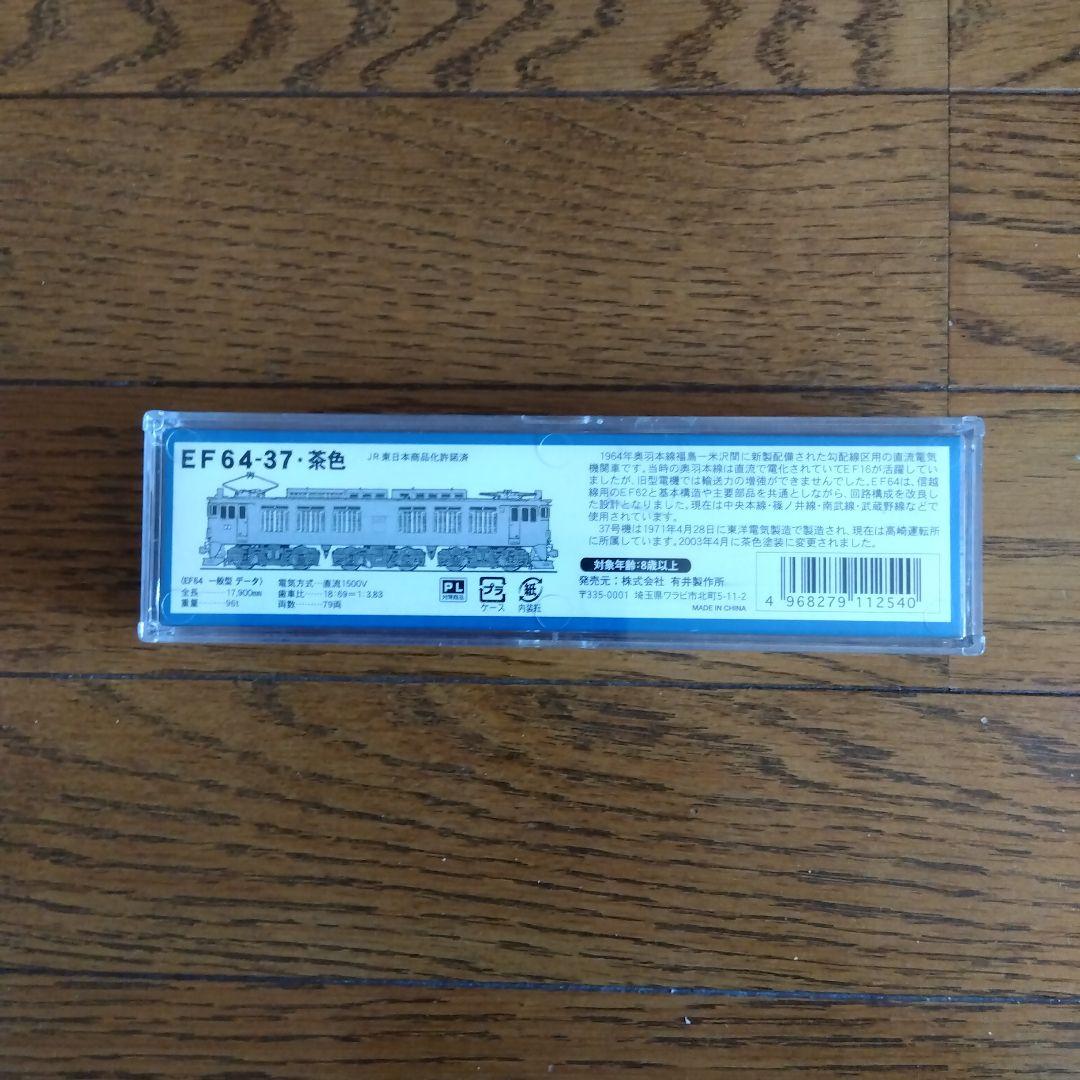 EF64-37・茶色
JR東日本商品化許諾済
(EF64 一般型 データ)
全長………17,900mm
重量………96t
電気方式…直流1500V
歯車比……18:69=1:3.83
両数………79両
PL
対策商品
プラ
ケース
紙
内装粧
1964年奥羽本線福島ー米沢間に新製配備された勾配線区用の直流電気
機関車です。当時の奥羽本線は直流で電化されていてEF16が活躍してい
ましたが、旧型電機では輸送力の増強ができませんでした。EF64は、信越
線用のEF62と基本構造や主要部品を共通としながら、回路構成を改良し
た設計となりました。現在は中央本線・篠ノ井線・南武線・武蔵野線などで
使用されています。
37号機は1971年4月28日に東洋電気製造で製造され、現在は高崎運転所
に所属しています。2003年4月に茶色塗装に変更されました。
対象年齢:8歳以上
発売元:株式会社 有井製作所
〒335-0001 埼玉県ワラビ市北町5-11-2
MADE IN CHINA
4 968279 112540